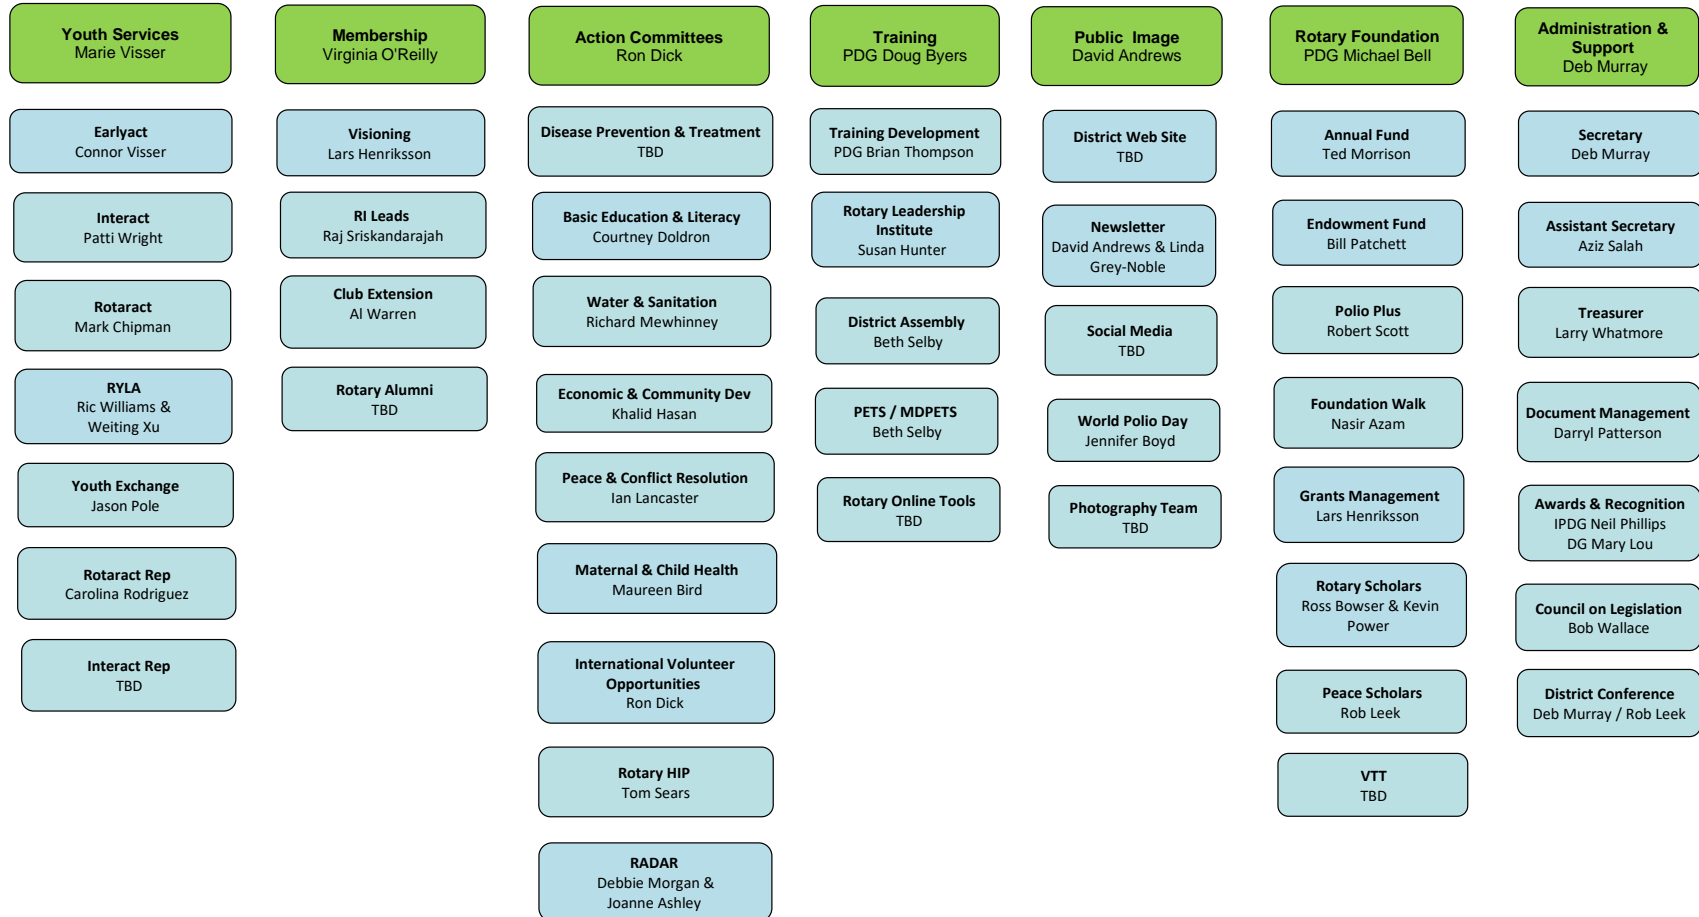 Youth Services
Marie Visser
Earlyact
Connor Visser
Interact
Patti Wright
Rotaract
Mark Chipman
RYLA
Ric Williams &
Weiting Xu
Youth Exchange
Jason Pole
Rotaract Rep
Carolina Rodriguez
Interact Rep
TBD
Membership
Virginia O'Reilly
Visioning
Lars Henriksson
RI Leads
Raj Sriskandarajah
Club Extension
Al Warren
Rotary Alumni
TBD
Action Committees
Ron Dick
Disease Prevention & Treatment
TBD
Basic Education & Literacy
Courtney Doldron
Water & Sanitation
Richard Mewhinney
Economic & Community Dev
Khalid Hasan
Peace & Conflict Resolution
Ian Lancaster
Maternal & Child Health
Maureen Bird
International Volunteer
Opportunities
Ron Dick
Rotary HIP
Tom Sears
RADAR
Debbie Morgan &
Joanne Ashley
Training
PDG Doug Byers
Training Development
PDG Brian Thompson
Rotary Leadership
Institute
Susan Hunter
District Assembly
Beth Selby
PETS / MDPETS
Beth Selby
Rotary Online Tools
TBD
Public Image
David Andrews
District Web Site
TBD
Newsletter
David Andrews & Linda
Grey-Noble
Social Media
TBD
World Polio Day
Jennifer Boyd
Photography Team
TBD
Rotary Foundation
PDG Michael Bell
Annual Fund
Ted Morrison
Endowment Fund
Bill Patchett
Polio Plus
Robert Scott
Foundation Walk
Nasir Azam
Grants Management
Lars Henriksson
Rotary Scholars
Ross Bowser & Kevin
Power
Peace Scholars
Rob Leek
VTT
TBD
Administration &
Support
Deb Murray
Secretary
Deb Murray
Assistant Secretary
Aziz Salah
Treasurer
Larry Whatmore
Document Management
Darryl Patterson
Awards & Recognition
IPDG Neil Phillips
DG Mary Lou
Council on Legislation
Bob Wallace
District Conference
Deb Murray / Rob Leek